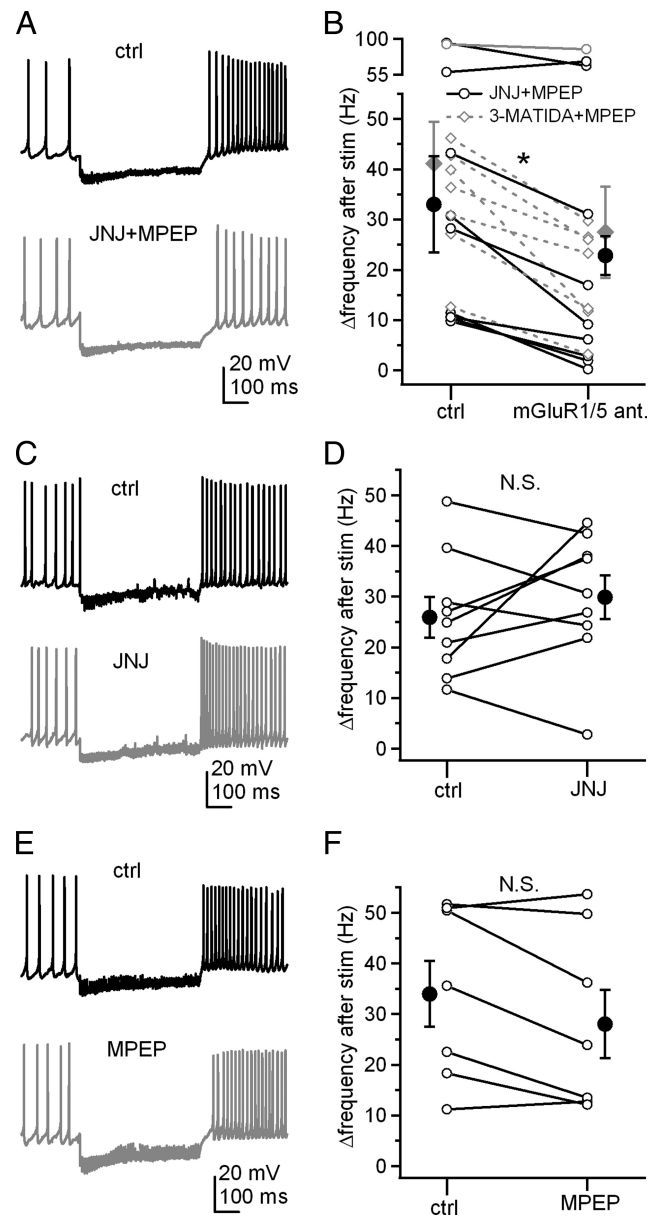 A
ctrl
JNJ+MPEP
20 mV
100 ms
B
Δfrequency after stim (Hz)
100
55
50
40
30
20
10
0
JNJ+MPEP
3-MATIDA+MPEP
*
ctrl
mGluR1/5 ant.
C
ctrl
JNJ
20 mV
100 ms
D
Δfrequency after stim (Hz)
50
40
30
20
10
0
N.S.
ctrl
JNJ
E
ctrl
MPEP
20 mV
100 ms
F
Δfrequency after stim (Hz)
50
40
30
20
10
0
N.S.
ctrl
MPEP